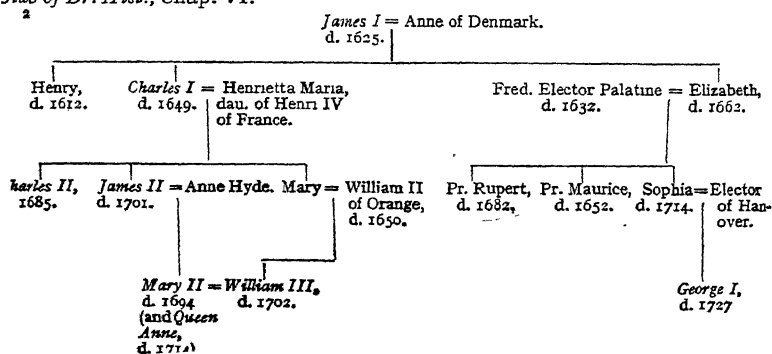 Chap. VI.
2
James I = Anne of Denmark.
d. 1625.
Henry, Charles I = Henrietta Maria, Fred. Elector Palatine = Elizabeth,
d. 1612. d. 1649. dau. of Henri IV d. 1632. d. 1662.
of France.
harles II, James II = Anne Hyde. Mary = William II Pr. Rupert, Pr. Maurice, Sophia = Elector
1685. d. 1701. of Orange, d. 1682, d. 1652. d. 1714. of Han-
d. 1650. over.
Mary II = William III, George I,
d. 1694 d. 1702. d. 1727
(and Queen
Anne,
d. 1714)